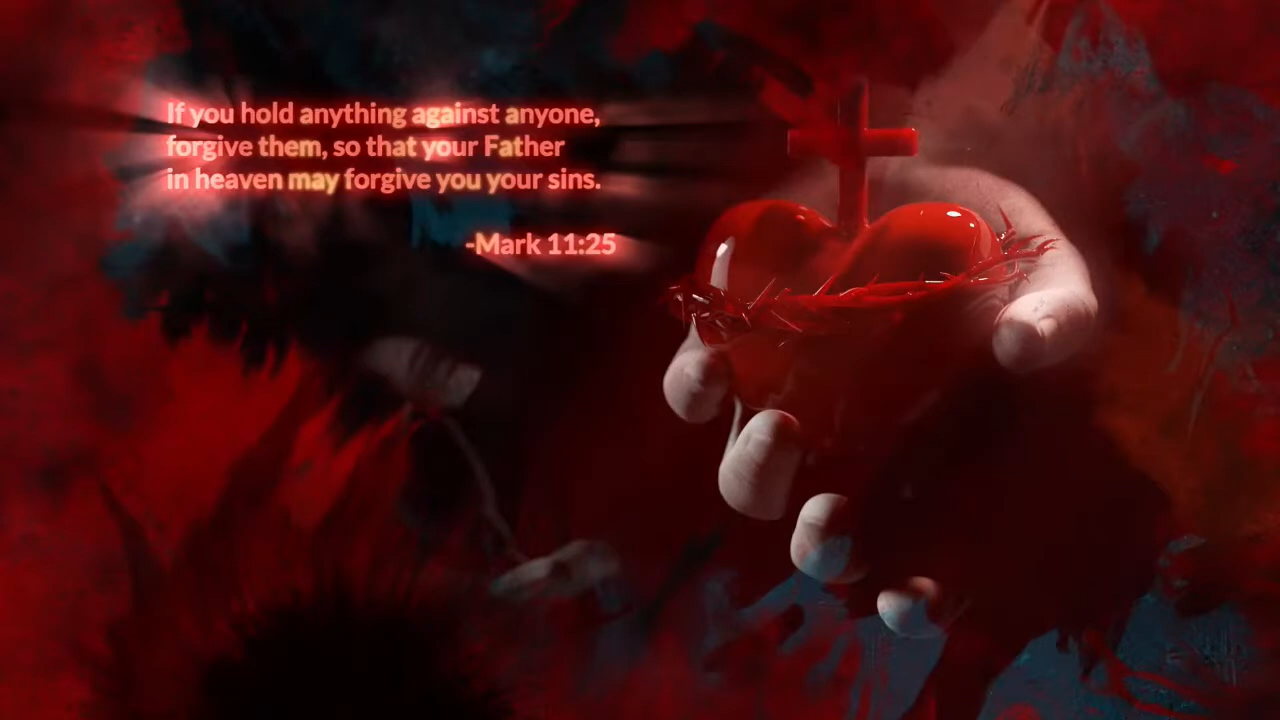 If you hold anything against anyone,
forgive them, so that your Father
in heaven may forgive you your sins.
-Mark 11:25